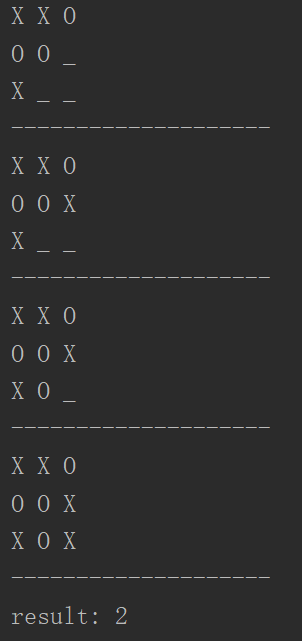 X X O
O O _
X _ _
--------------------
X X O
O O X
X _ _
--------------------
X X O
O O X
X O _
--------------------
X X O
O O X
X O X
--------------------
result: 2